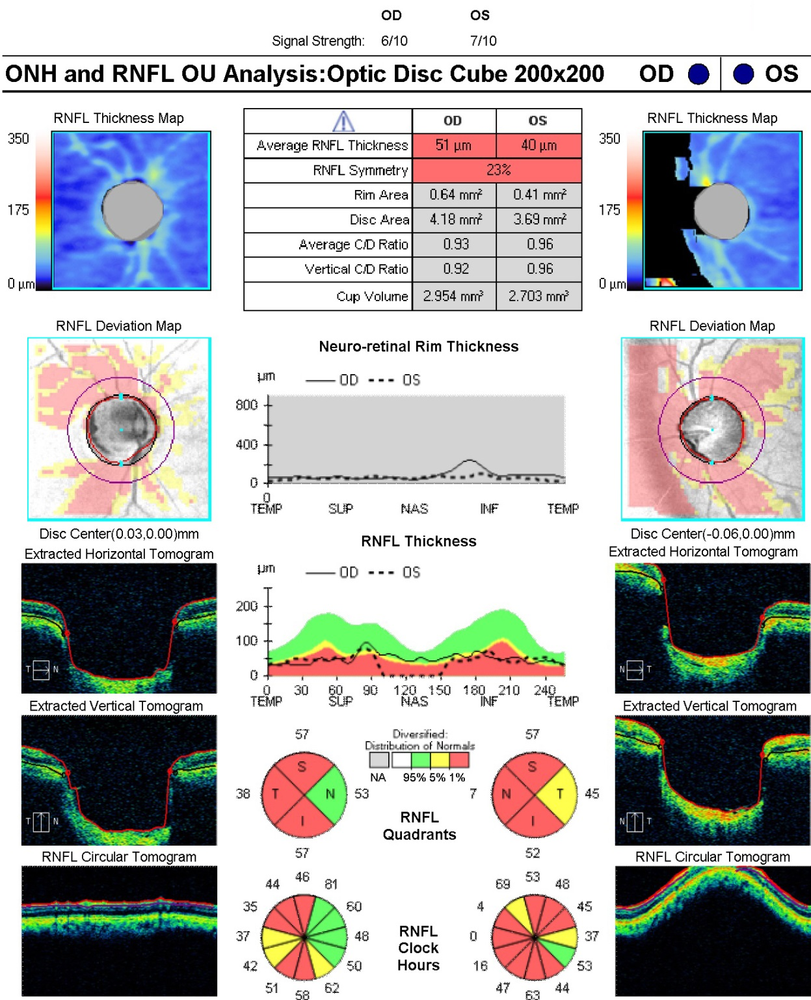 OD OS
Signal Strength: 6/10 7/10
ONH and RNFL OU Analysis:Optic Disc Cube 200x200 OD OS
RNFL Thickness Map
350
175
0 µm
OD OS
Average RNFL Thickness 51 µm 40 µm
RNFL Symmetry 23%
Rim Area 0.64 mm² 0.41 mm²
Disc Area 4.18 mm² 3.69 mm²
Average C/D Ratio 0.93 0.96
Vertical C/D Ratio 0.92 0.96
Cup Volume 2.954 mm³ 2.703 mm³
RNFL Thickness Map
350
175
0 µm
RNFL Deviation Map
Disc Center(0.03,0.00)mm
Neuro-retinal Rim Thickness
µm OD OS
800
400
0
0
TEMP SUP NAS INF TEMP
RNFL Deviation Map
Disc Center(-0.06,0.00)mm
Extracted Horizontal Tomogram
T N
RNFL Thickness
µm OD OS
200
100
0
0 30 60 90 120 150 180 210 240
TEMP SUP NAS INF TEMP
Extracted Horizontal Tomogram
N T
Extracted Vertical Tomogram
T N
Extracted Vertical Tomogram
N T
57
S
38 T N 53
I
57
Diversified:
Distribution of Normals
NA 95% 5% 1%
RNFL
Quadrants
57
S
7 N T 45
I
52
RNFL Circular Tomogram
44 46 81
35 60
37 48
42 50
51 58 62
RNFL
Clock
Hours
69 53 48
4 45
0 37
16 53
47 63 44
RNFL Circular Tomogram